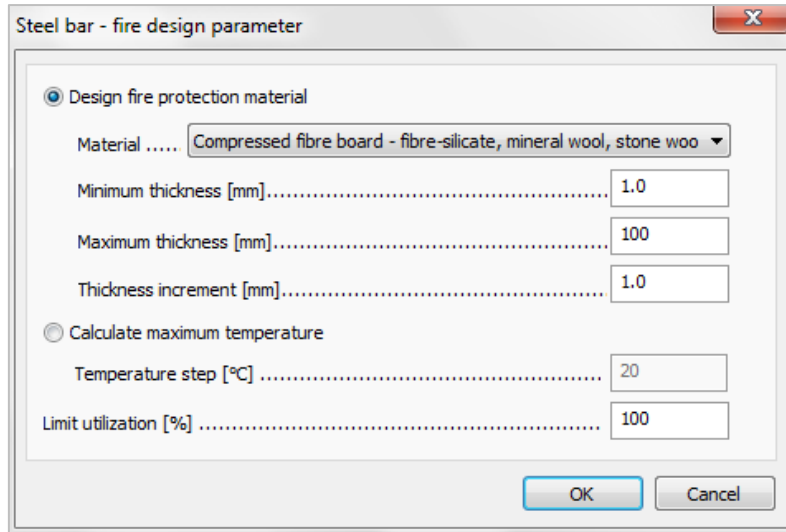 Steel bar - fire design parameter
Design fire protection material
Material ..... Compressed fibre board - fibre-silicate, mineral wool, stone woo
Minimum thickness [mm]................................................ 1.0
Maximum thickness [mm]............................................... 100
Thickness increment [mm].............................................. 1.0
Calculate maximum temperature
Temperature step [°C] .................................................. 20
Limit utilization [%] ........................................................... 100
OK Cancel